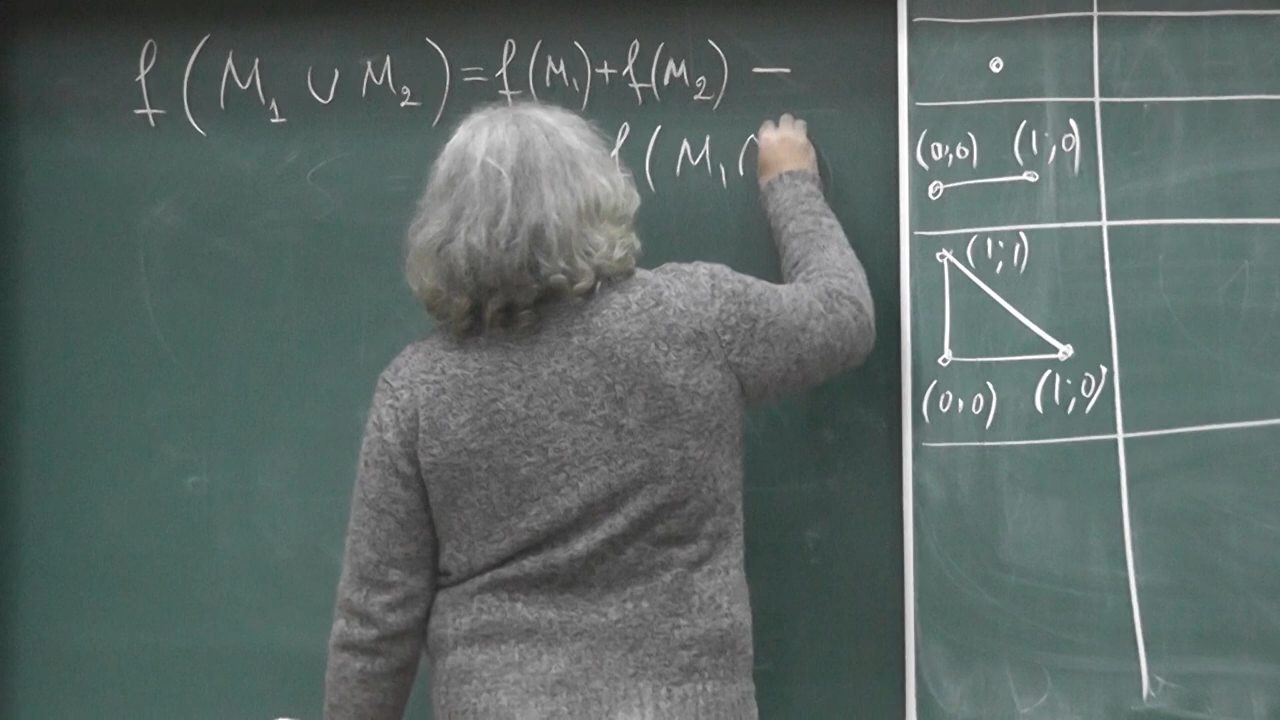 f(M₁ ∪ M₂) = f(M₁) + f(M₂) −
f(M₁ ∩
(0;0) (1;0)
(1;1)
(0;0) (1;0)